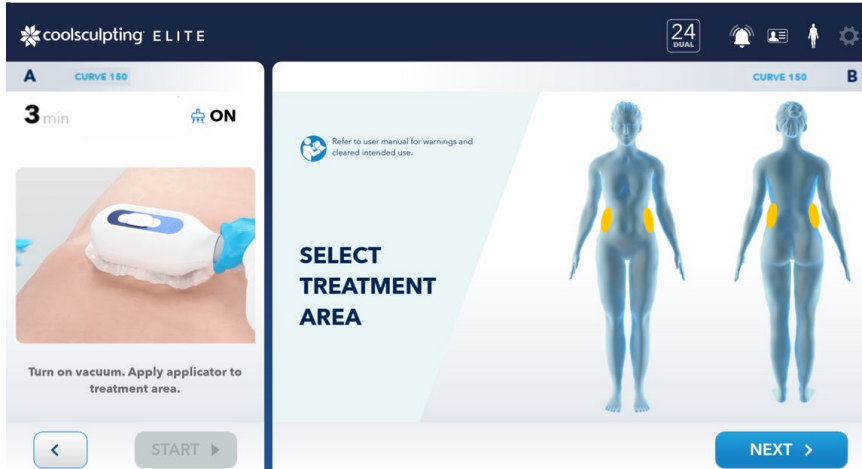 coolsculpting ELITE
24
DUAL
A
CURVE 150
3 min
ON
Turn on vacuum. Apply applicator to
treatment area.
START
CURVE 150
B
Refer to user manual for warnings and
cleared intended use.
SELECT
TREATMENT
AREA
NEXT